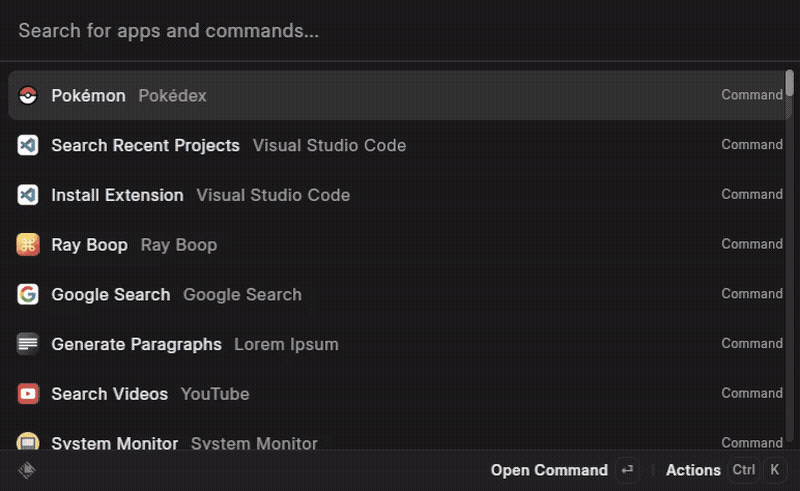 Search for apps and commands...
Pokémon Pokédex Command
Search Recent Projects Visual Studio Code Command
Install Extension Visual Studio Code Command
Ray Boop Ray Boop Command
Google Search Google Search Command
Generate Paragraphs Lorem Ipsum Command
Search Videos YouTube Command
System Monitor System Monitor Command
Open Command ⏎ Actions Ctrl K